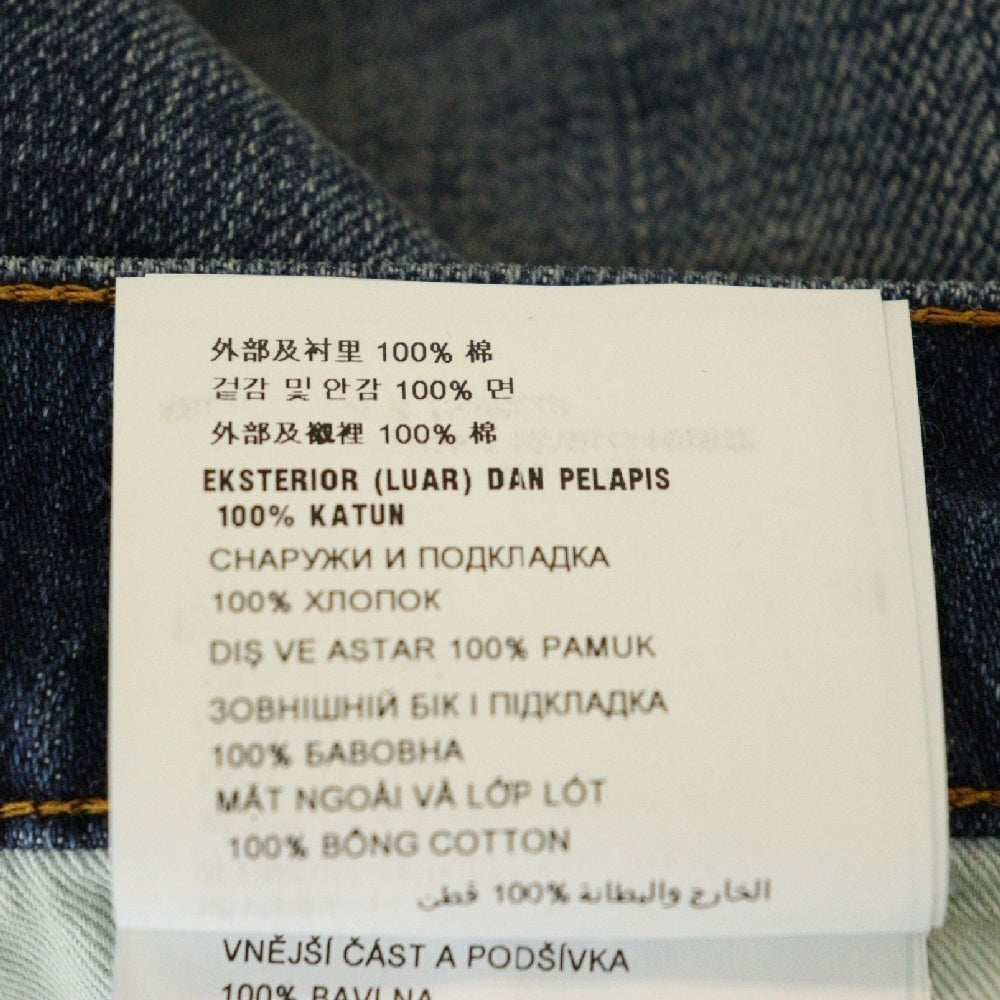 外部及衬里 100% 棉
겉감 및 안감 100% 면
外部及襯裡 100% 棉
EKSTERIOR (LUAR) DAN PELAPIS
100% KATUN
СНАРУЖИ И ПОДКЛАДКА
100% ХЛОПОК
DIŞ VE ASTAR 100% PAMUK
ЗОВНІШНІЙ БІК І ПІДКЛАДКА
100% БАВОВНА
MẶT NGOÀI VÀ LỚP LÓT
100% BÔNG COTTON
الخارج والبطانة 100% قطن
VNĚJŠÍ ČÁST A PODŠÍVKA
100% BAVLNA